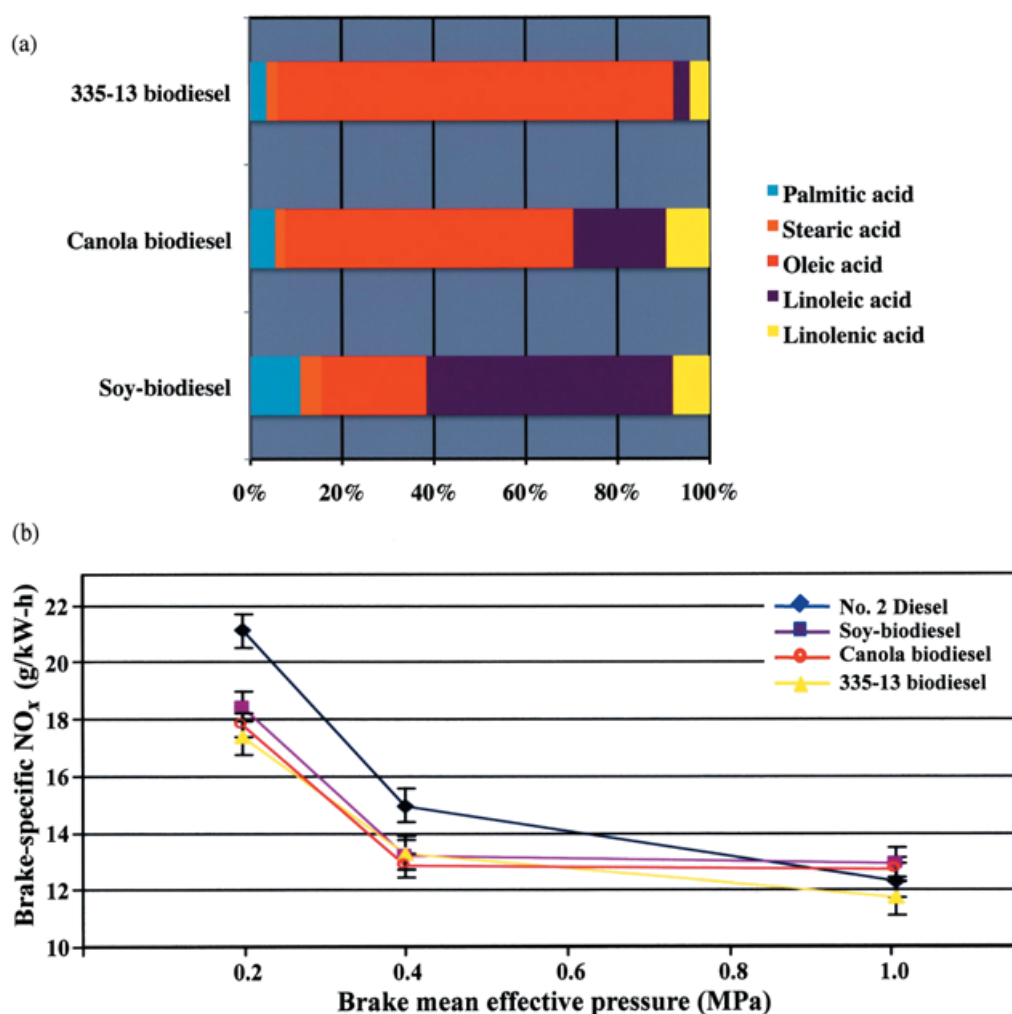 (a)
335-13 biodiesel
Canola biodiesel
Soy-biodiesel
0% 20% 40% 60% 80% 100%
Palmitic acid
Stearic acid
Oleic acid
Linoleic acid
Linolenic acid
(b)
Brake-specific NOx (g/kW-h)
22
20
18
16
14
12
10
0.2 0.4 0.6 0.8 1.0
Brake mean effective pressure (MPa)
No. 2 Diesel
Soy-biodiesel
Canola biodiesel
335-13 biodiesel